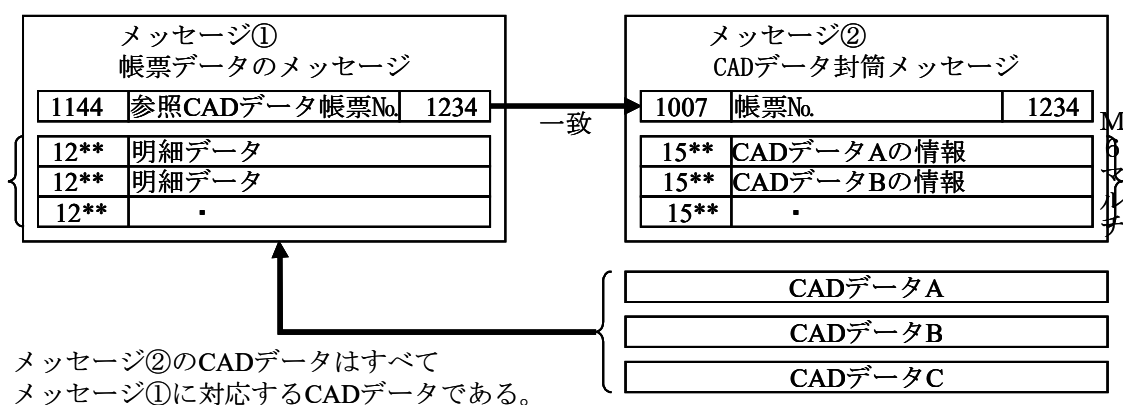 メッセージ①
帳票データのメッセージ
1144 参照CADデータ帳票№ 1234
12** 明細データ
12** 明細データ
12** ・
一致
メッセージ②
CADデータ封筒メッセージ
1007 帳票№ 1234
15** CADデータAの情報
15** CADデータBの情報
15** ・
マルチ
CADデータA
CADデータB
CADデータC
メッセージ②のCADデータはすべて
メッセージ①に対応するCADデータである。